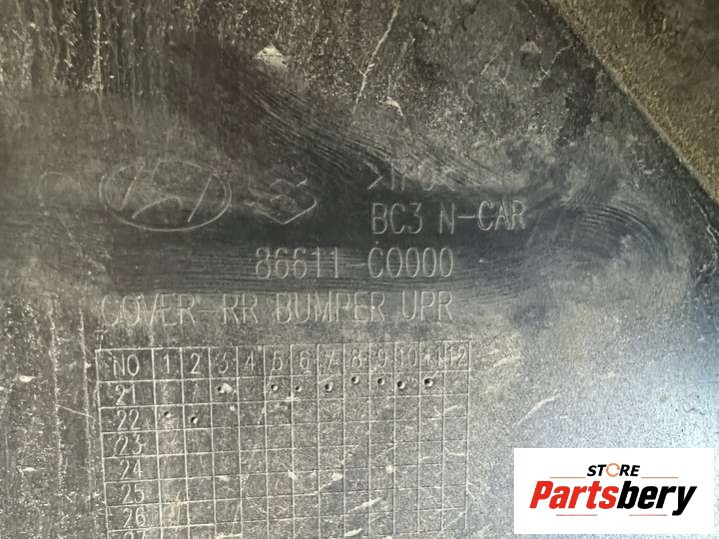 BC3 N-CAR
86611-C0000
COVER-RR BUMPER UPR
NO 1 2 3 4 5 6 7 8 9 10 11 12
21
22
23
24
25
26
27
STORE
Partsbery